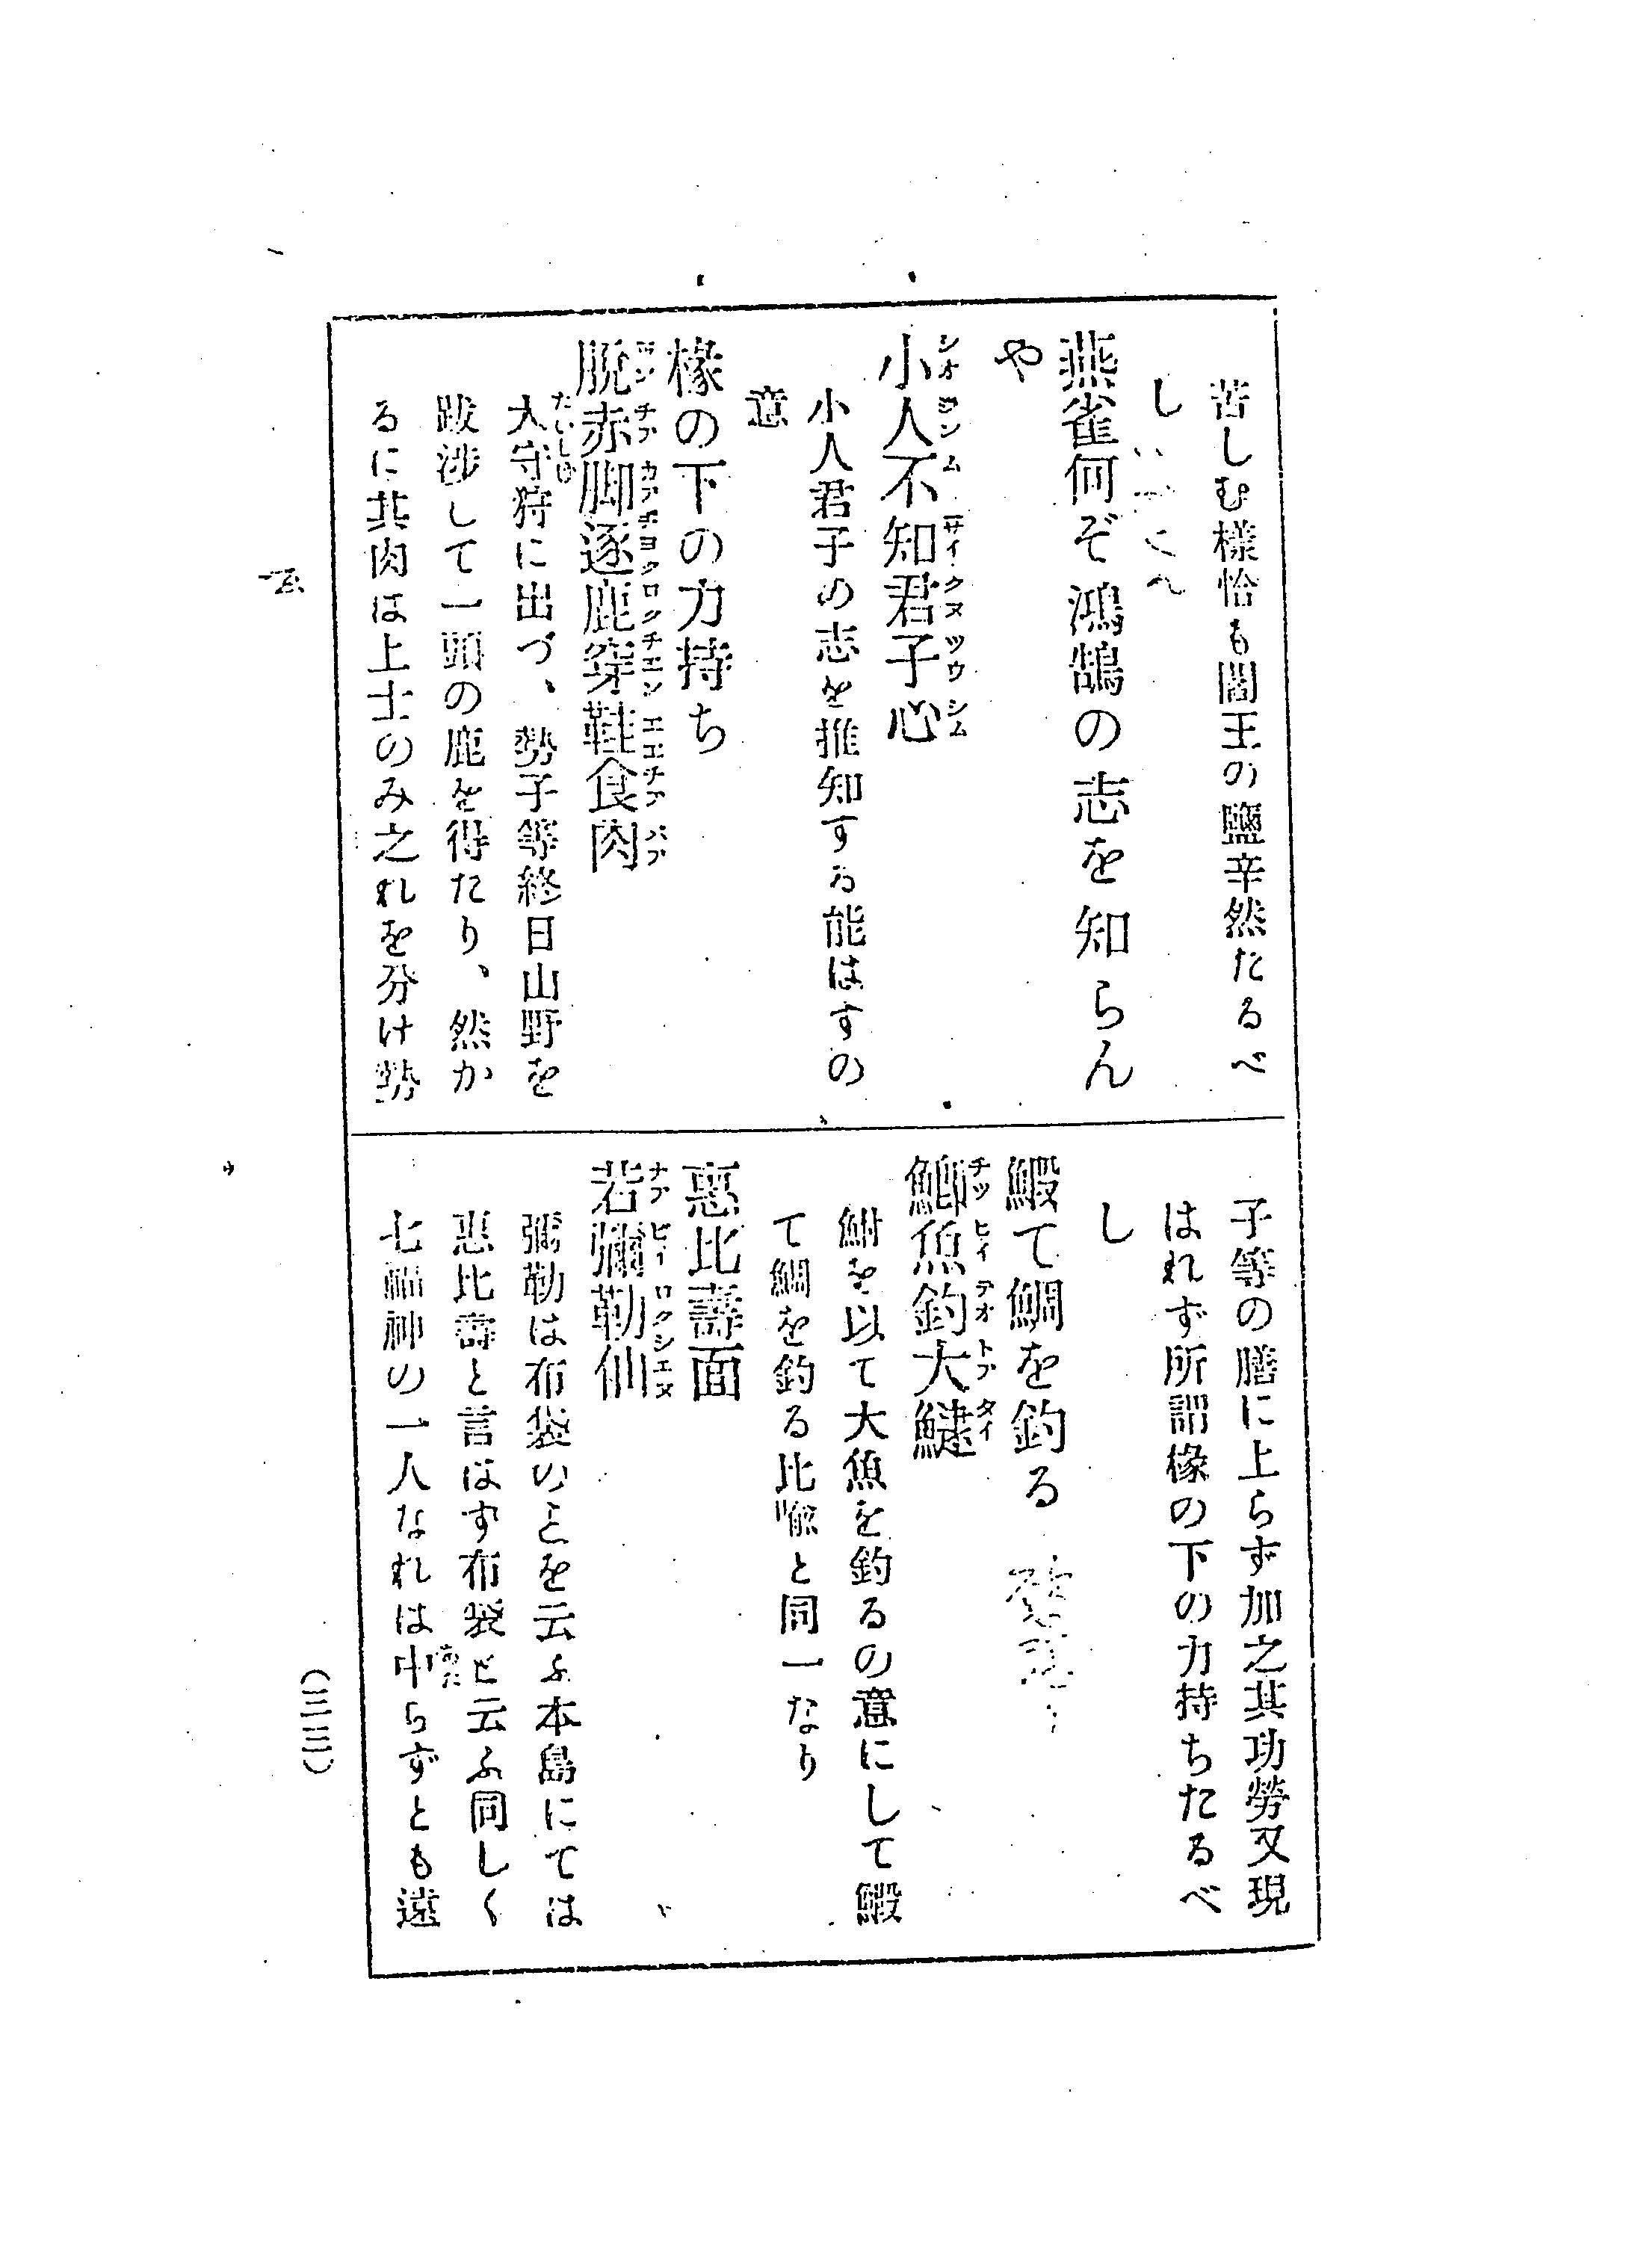 苦しむ樣恰も閻王の鹽辛然たるべ
し
燕雀何ぞ鴻鵠の志を知らん
や
小人不知君子心
小人君子の志を推知する能はすの
意
椽の下の力持ち
脱赤脚逐鹿穿鞋食肉
大守狩に出づ、勢子等終日山野を
跋渉して一頭の鹿を得たり、然か
るに其肉は上士のみ之れを分け勢
子等の膳に上らず加之其功勞又現
はれず所謂椽の下の力持ちたるべ
し
鰕て鯛を釣る
鯽魚釣大鱐
鮒を以て大魚を釣るの意にして鰕
て鯛を釣る比喩と同一なり
惠比壽面
若彌勒仙
彌勒は布袋のことを云ふ本島にては
惠比壽と言はず布袋と云ふ同しく
七福神の一人なれは中らずとも遠
(三三)